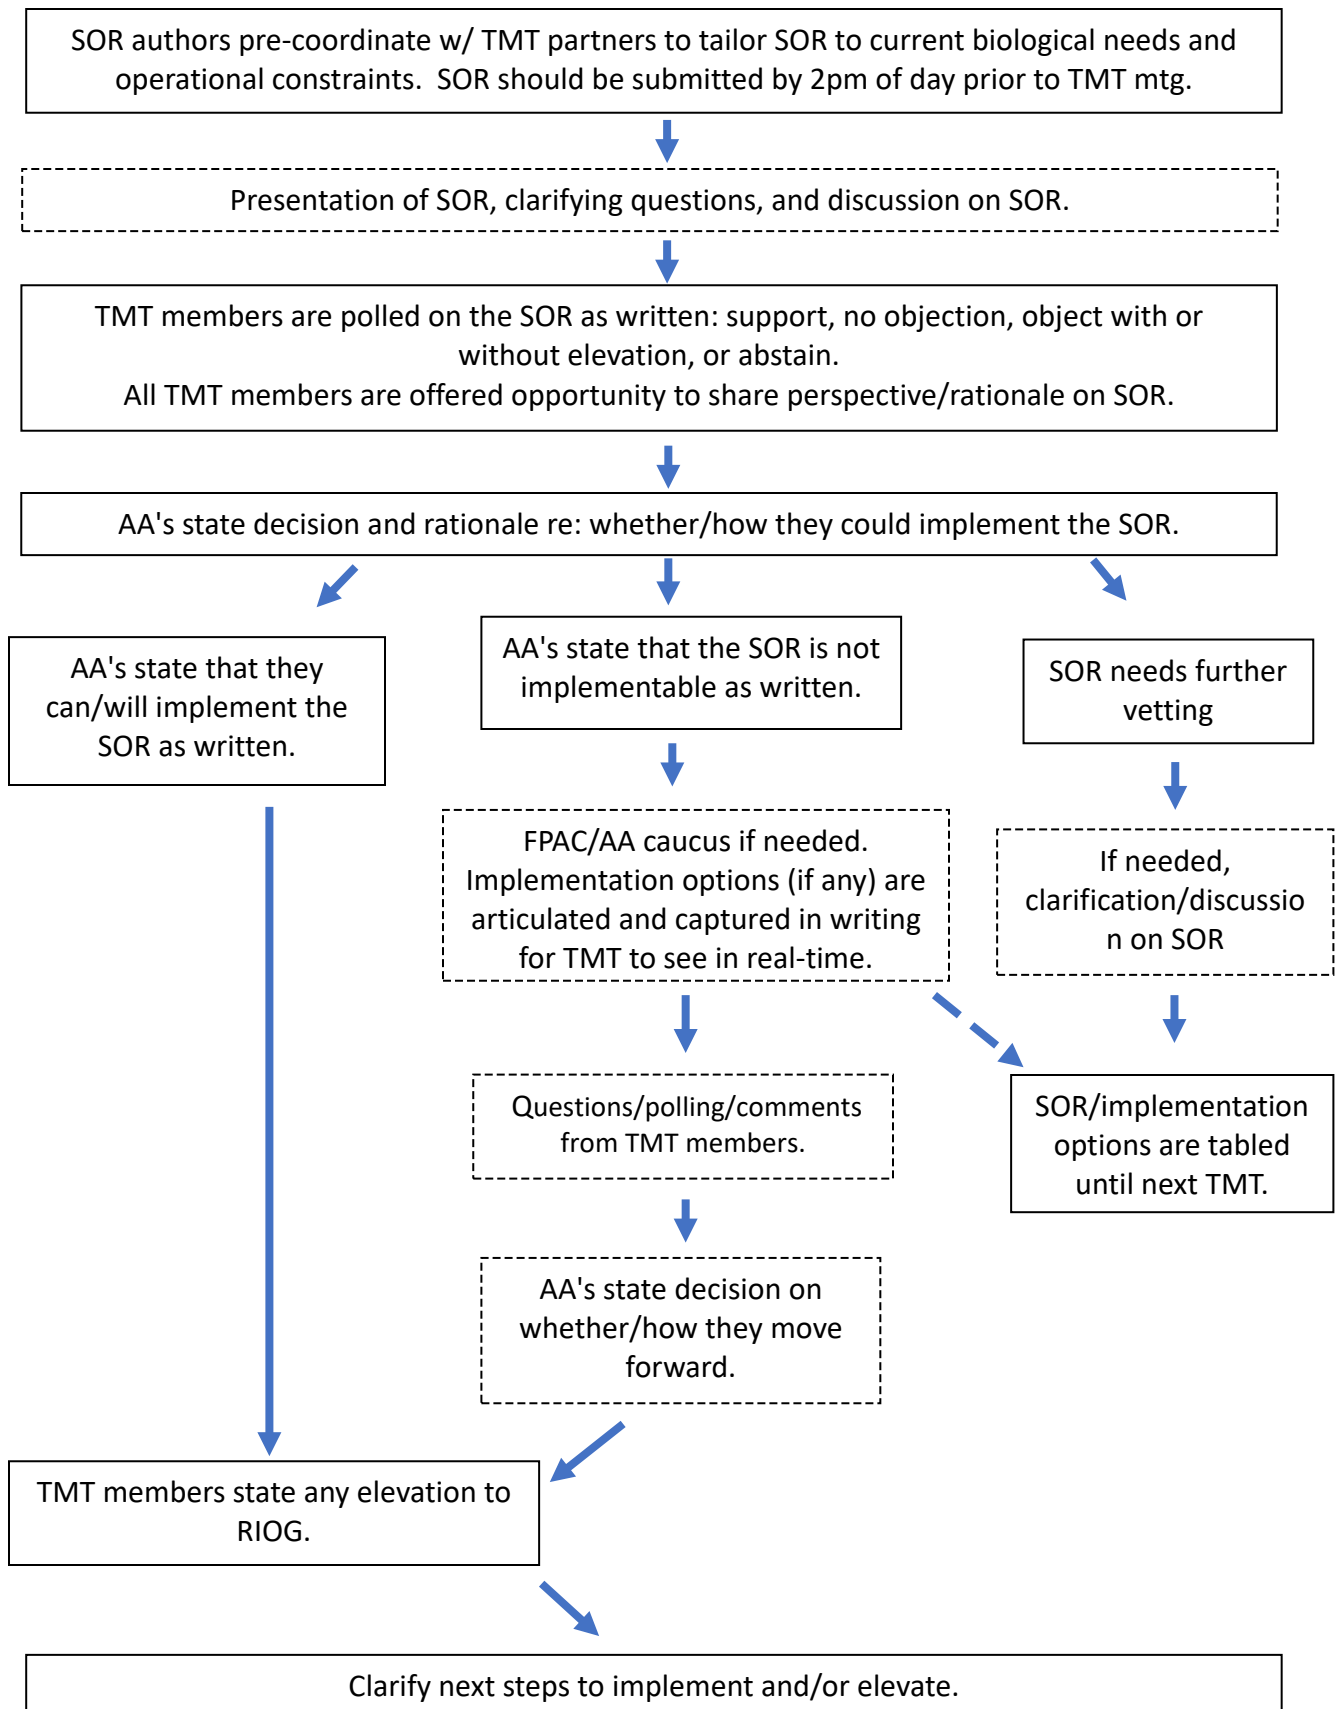 SOR authors pre-coordinate w/ TMT partners to tailor SOR to current biological needs and
operational constraints.  SOR should be submitted by 2pm of day prior to TMT mtg.
Presentation of SOR, clarifying questions, and discussion on SOR.
TMT members are polled on the SOR as written: support, no objection, object with or
without elevation, or abstain.
All TMT members are offered opportunity to share perspective/rationale on SOR.
AA's state decision and rationale re: whether/how they could implement the SOR.
AA's state that they
can/will implement the
SOR as written.
AA's state that the SOR is not
implementable as written.
SOR needs further
vetting
FPAC/AA caucus if needed.
Implementation options (if any) are
articulated and captured in writing
for TMT to see in real-time.
If needed,
clarification/discussio
n on SOR
Questions/polling/comments
from TMT members.
SOR/implementation
options are tabled
until next TMT.
AA's state decision on
whether/how they move
forward.
TMT members state any elevation to
RIOG.
Clarify next steps to implement and/or elevate.